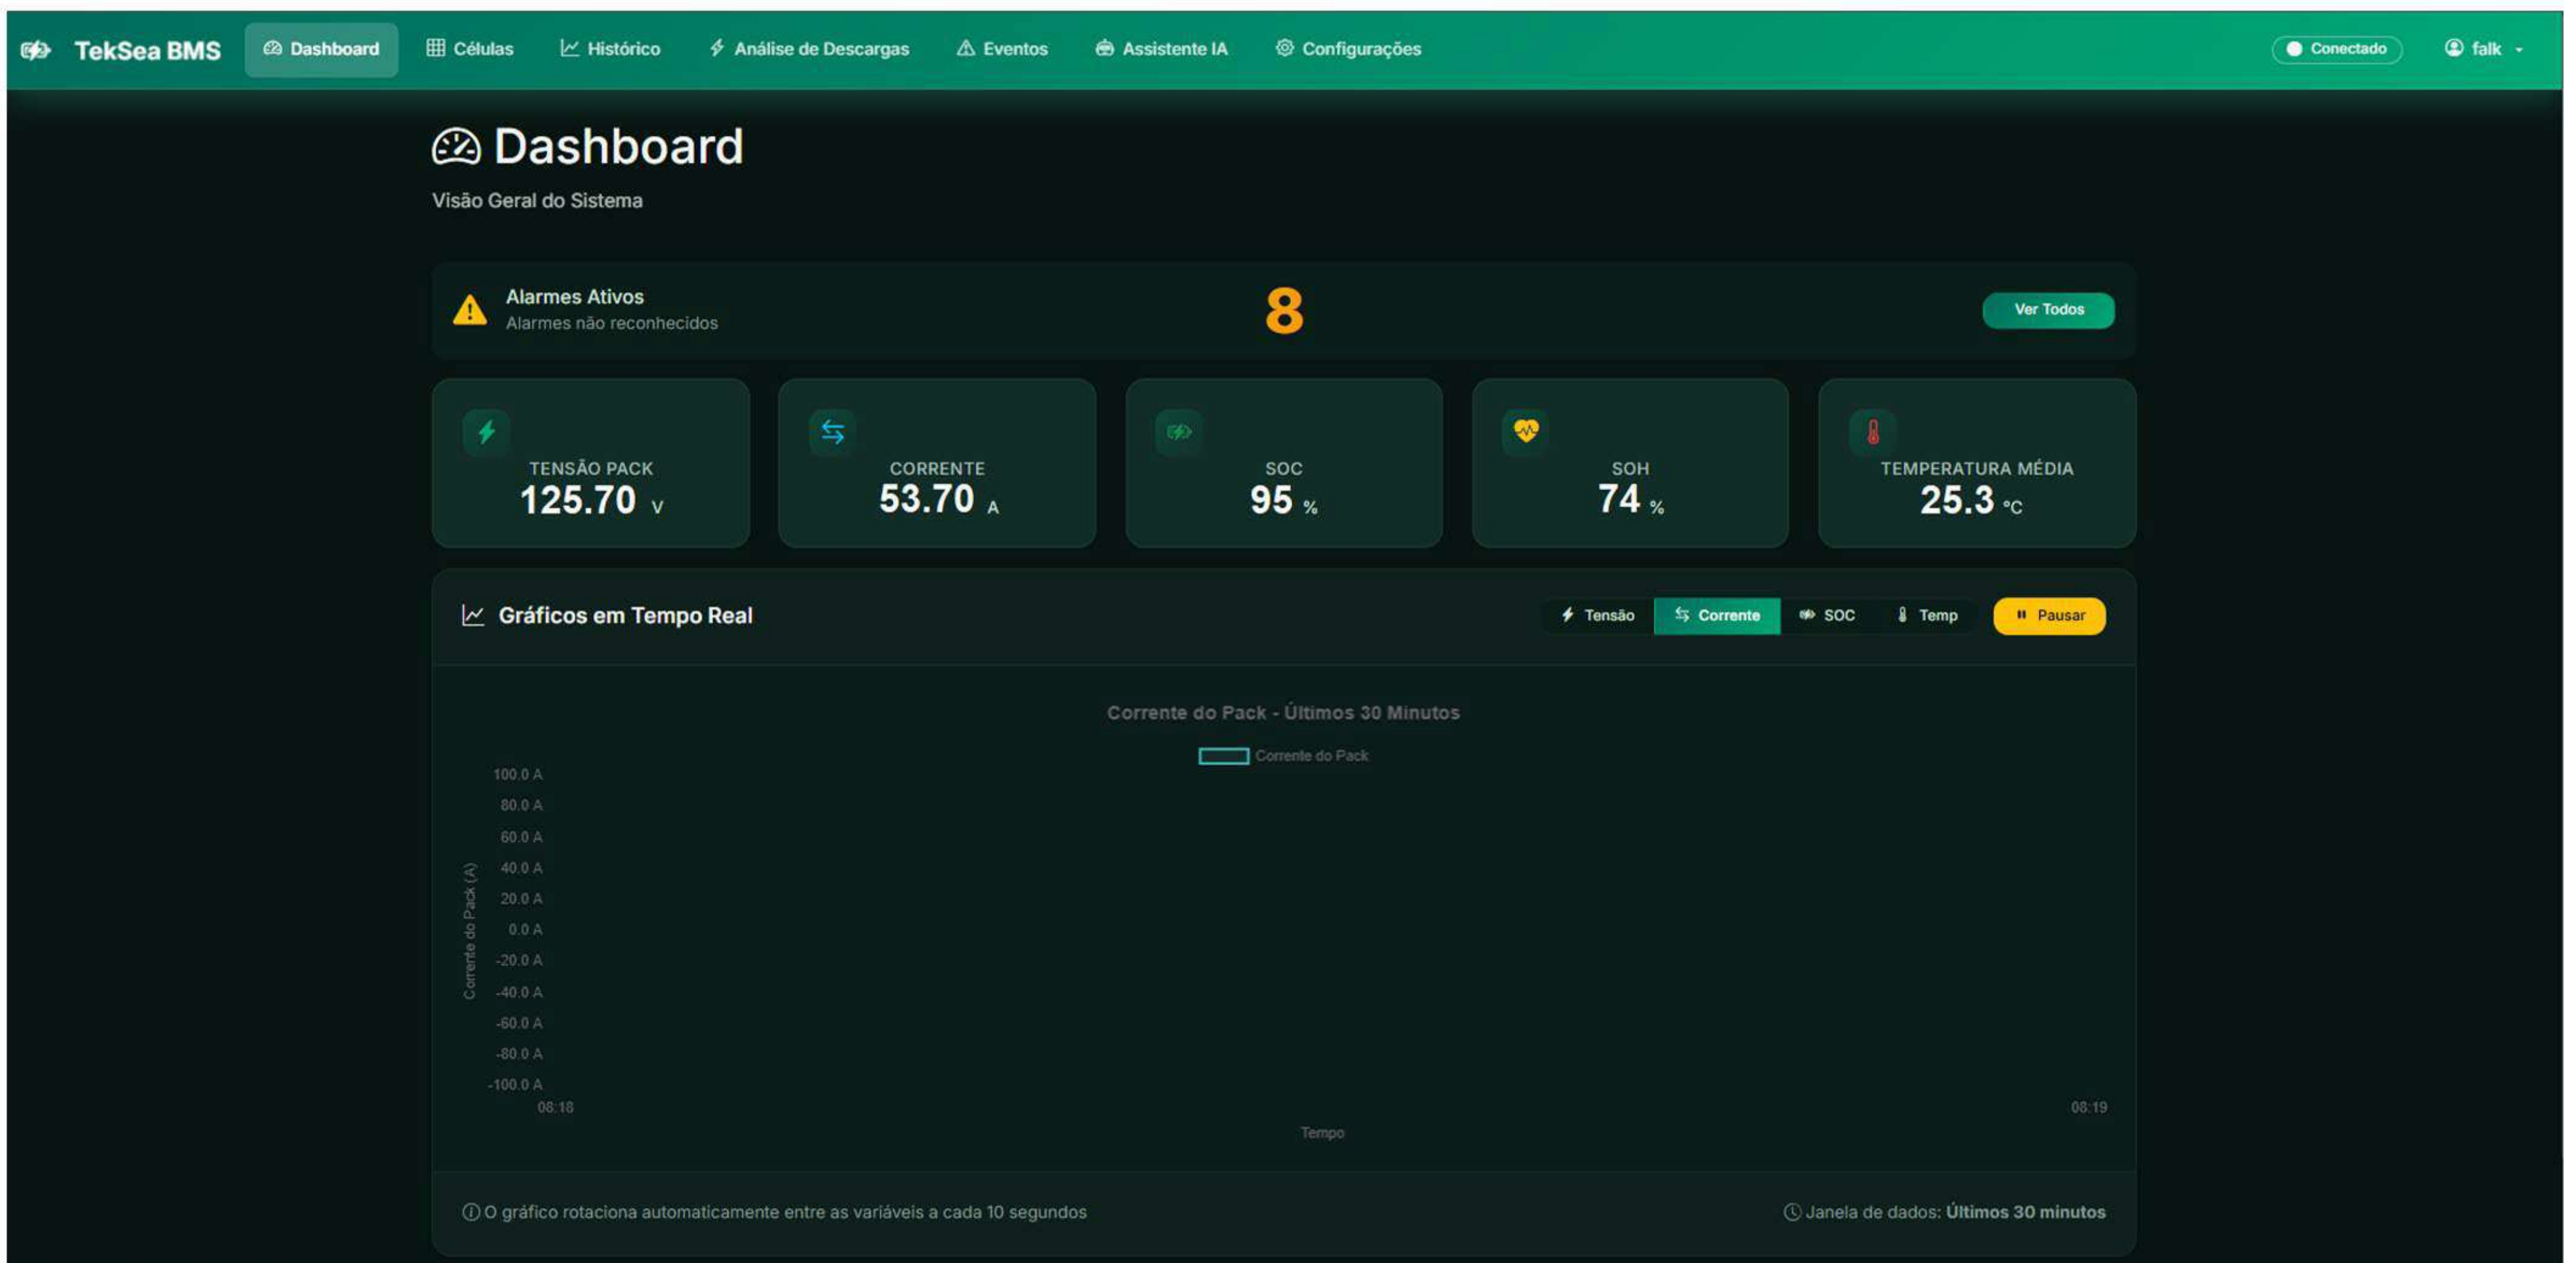 TekSea BMS Dashboard Células Histórico Análise de Descargas Eventos Assistente IA Configurações Conectado falk
Dashboard
Visão Geral do Sistema
Alarmes Ativos
Alarmes não reconhecidos
8
Ver Todos
TENSÃO PACK
125.70 V
CORRENTE
53.70 A
SOC
95 %
SOH
74 %
TEMPERATURA MÉDIA
25.3 °C
Gráficos em Tempo Real
Tensão Corrente SOC Temp Pausar
Corrente do Pack - Últimos 30 Minutos
Corrente do Pack
Corrente do Pack (A)
100.0 A
80.0 A
60.0 A
40.0 A
20.0 A
0.0 A
-20.0 A
-40.0 A
-60.0 A
-80.0 A
-100.0 A
08:18 08:19
Tempo
O gráfico rotaciona automaticamente entre as variáveis a cada 10 segundos
Janela de dados: Últimos 30 minutos